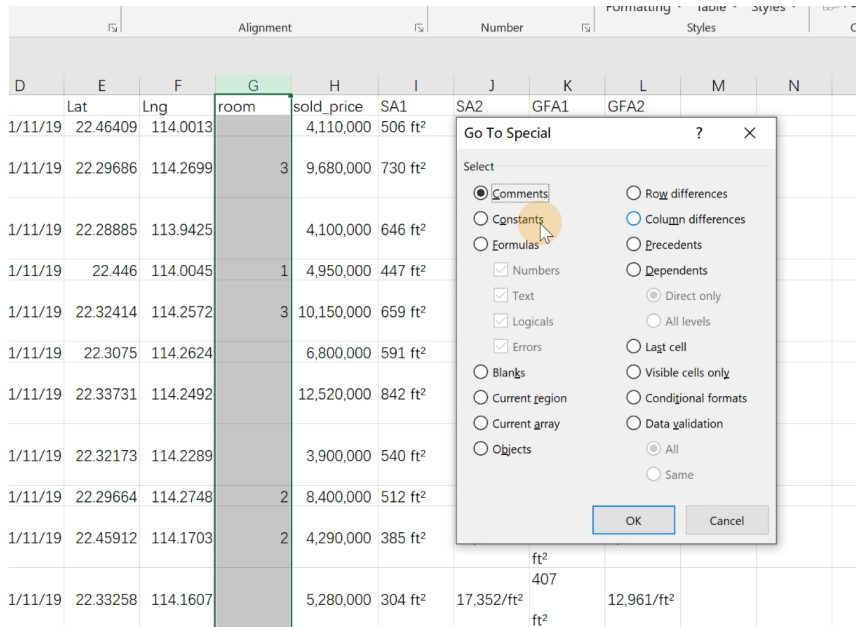 Formatting Table Styles
Alignment Number Styles
D E F G H I J K L M N
Lat Lng room sold_price SA1 SA2 GFA1 GFA2
1/11/19 22.46409 114.0013 4,110,000 506 ft²
1/11/19 22.29686 114.2699 3 9,680,000 730 ft²
1/11/19 22.28885 113.9425 4,100,000 646 ft²
1/11/19 22.446 114.0045 1 4,950,000 447 ft²
1/11/19 22.32414 114.2572 3 10,150,000 659 ft²
1/11/19 22.3075 114.2624 6,800,000 591 ft²
1/11/19 22.33731 114.2492 12,520,000 842 ft²
1/11/19 22.32173 114.2289 3,900,000 540 ft²
1/11/19 22.29664 114.2748 2 8,400,000 512 ft²
1/11/19 22.45912 114.1703 2 4,290,000 385 ft²
ft²
407
1/11/19 22.33258 114.1607 5,280,000 304 ft² 17,352/ft² 12,961/ft²
ft²
Go To Special ?
Select
Comments
Constants
Formulas
Numbers
Text
Logicals
Errors
Blanks
Current region
Current array
Objects
Row differences
Column differences
Precedents
Dependents
Direct only
All levels
Last cell
Visible cells only
Conditional formats
Data validation
All
Same
OK Cancel